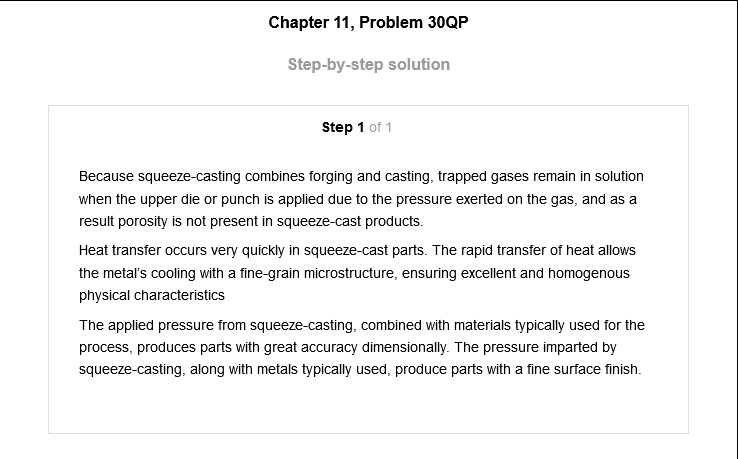 Chapter 11, Problem 30QP
Step-by-step solution
Step 1 of 1
Because squeeze-casting combines forging and casting, trapped gases remain in solution
when the upper die or punch is applied due to the pressure exerted on the gas, and as a
result porosity is not present in squeeze-cast products.
Heat transfer occurs very quickly in squeeze-cast parts. The rapid transfer of heat allows
the metal's cooling with a fine-grain microstructure, ensuring excellent and homogenous
physical characteristics
The applied pressure from squeeze-casting, combined with materials typically used for the
process, produces parts with great accuracy dimensionally. The pressure imparted by
squeeze-casting, along with metals typically used, produce parts with a fine surface finish.